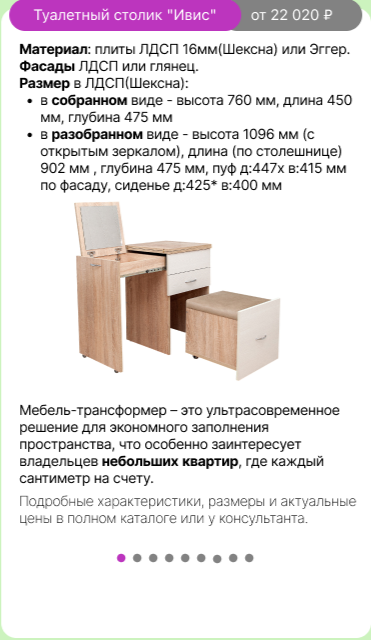 Туалетный столик "Ивис" от 22 020 ₽
Материал: плиты ЛДСП 16мм(Шексна) или Эггер.
Фасады ЛДСП или глянец.
Размер в ЛДСП(Шексна):
• в собранном виде - высота 760 мм, длина 450
мм, глубина 475 мм
• в разобранном виде - высота 1096 мм (с
открытым зеркалом), длина (по столешнице)
902 мм , глубина 475 мм, пуф д:447х в:415 мм
по фасаду, сиденье д:425* в:400 мм
Мебель-трансформер – это ультрасовременное
решение для экономного заполнения
пространства, что особенно заинтересует
владельцев небольших квартир, где каждый
сантиметр на счету.
Подробные характеристики, размеры и актуальные
цены в полном каталоге или у консультанта.